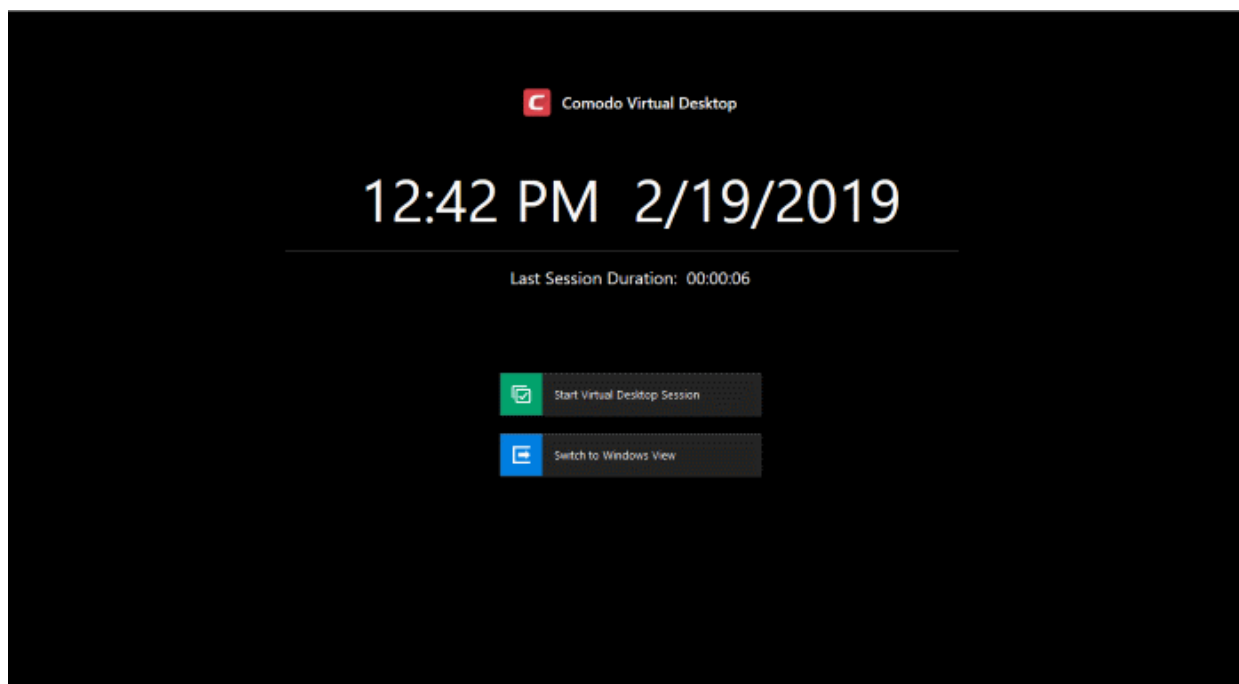 Comodo Virtual Desktop
12:42 PM 2/19/2019
Last Session Duration: 00:00:06
Start Virtual Desktop Session
Switch to Windows View